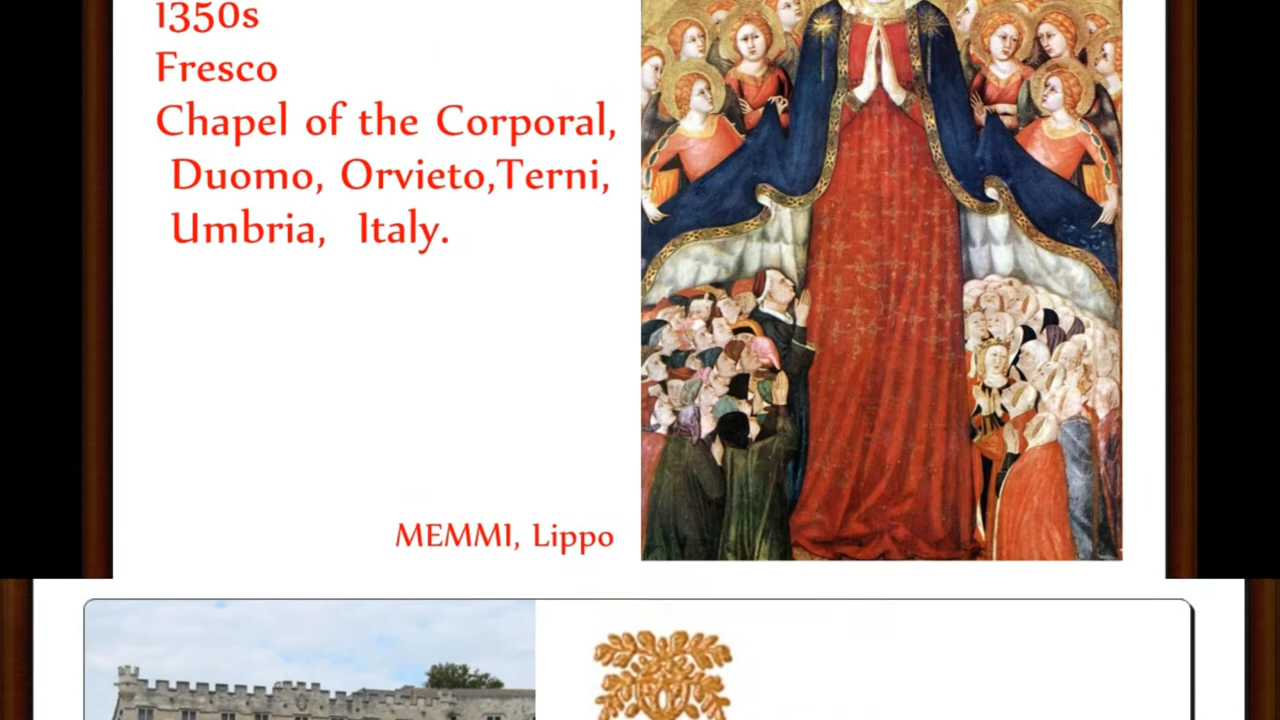 1350s
Fresco
Chapel of the Corporal,
Duomo, Orvieto,Terni,
Umbria, Italy.
MEMMI, Lippo